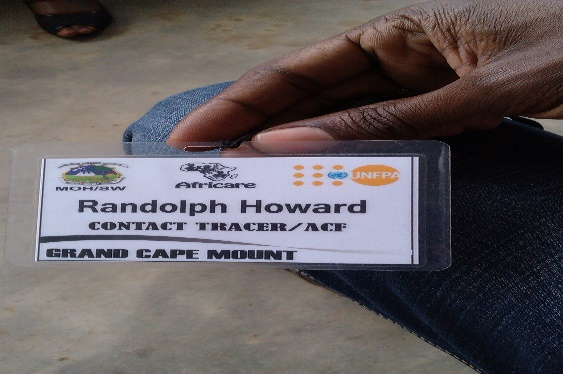 MOH/SW
Africare
UNFPA
Randolph Howard
CONTACT TRACER/ACF
GRAND CAPE MOUNT